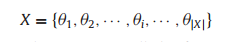 X = {θ₁, θ₂, ⋯ , θᵢ, ⋯ , θ|X|}